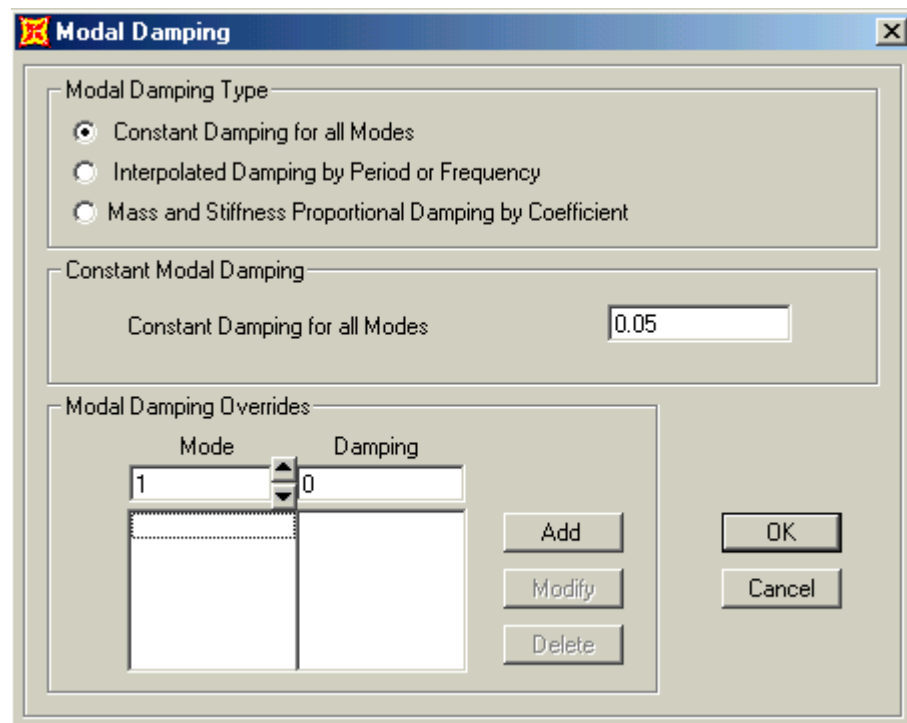 Modal Damping
Modal Damping Type
Constant Damping for all Modes
Interpolated Damping by Period or Frequency
Mass and Stiffness Proportional Damping by Coefficient
Constant Modal Damping
Constant Damping for all Modes 0.05
Modal Damping Overrides
Mode Damping
1 0
Add OK
Modify Cancel
Delete